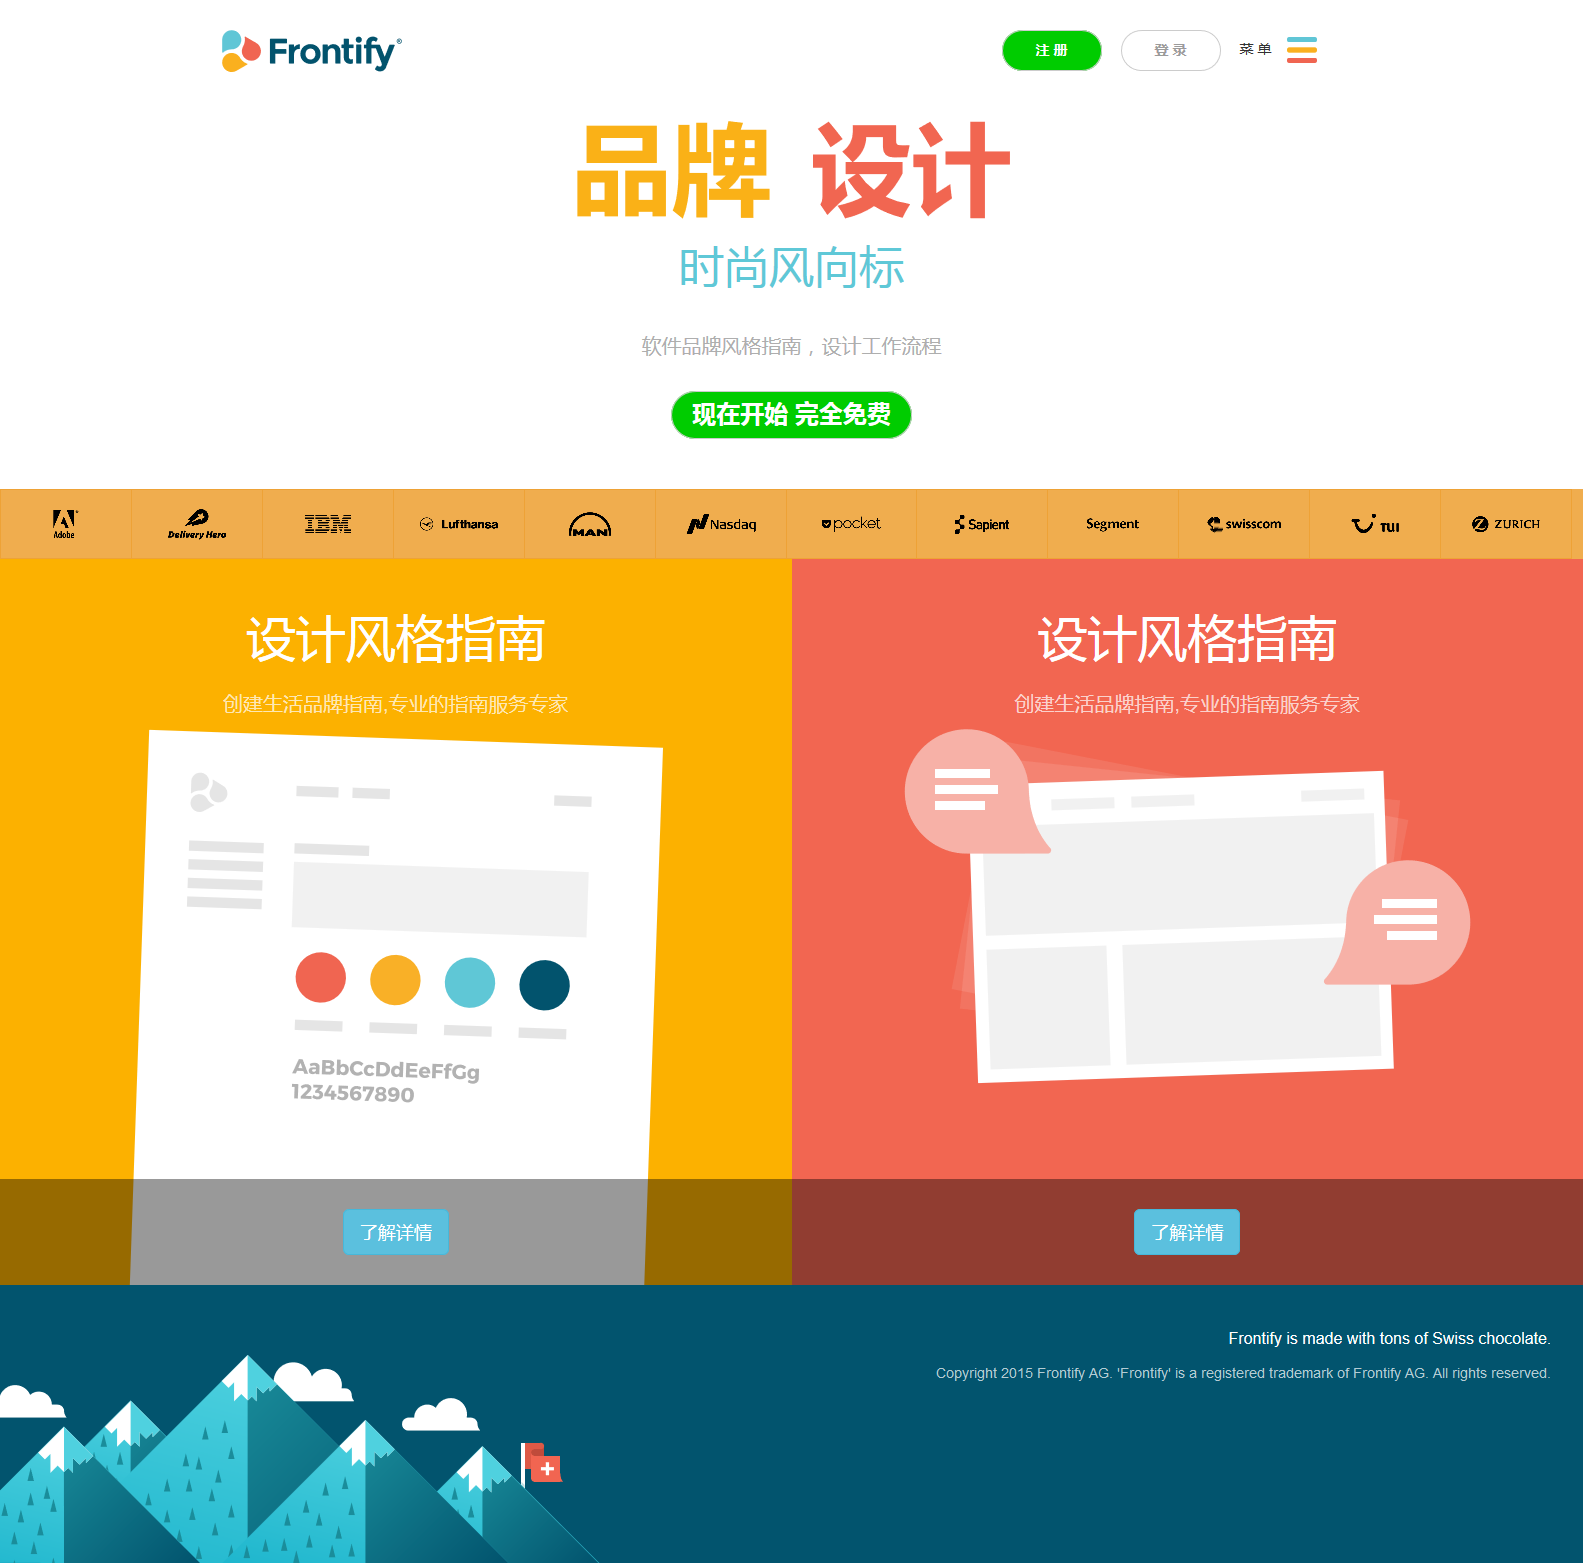 Frontify®
注 册
登 录
菜 单
品牌 设计
时尚风向标
软件品牌风格指南，设计工作流程
现在开始 完全免费
Adobe
Delivery Hero
IBM
Lufthansa
MAN
Nasdaq
pocket
Sapient
Segment
swisscom
TUI
ZURICH
设计风格指南
创建生活品牌指南,专业的指南服务专家
AaBbCcDdEeFfGg
1234567890
了解详情
设计风格指南
创建生活品牌指南,专业的指南服务专家
了解详情
Frontify is made with tons of Swiss chocolate.
Copyright 2015 Frontify AG. 'Frontify' is a registered trademark of Frontify AG. All rights reserved.